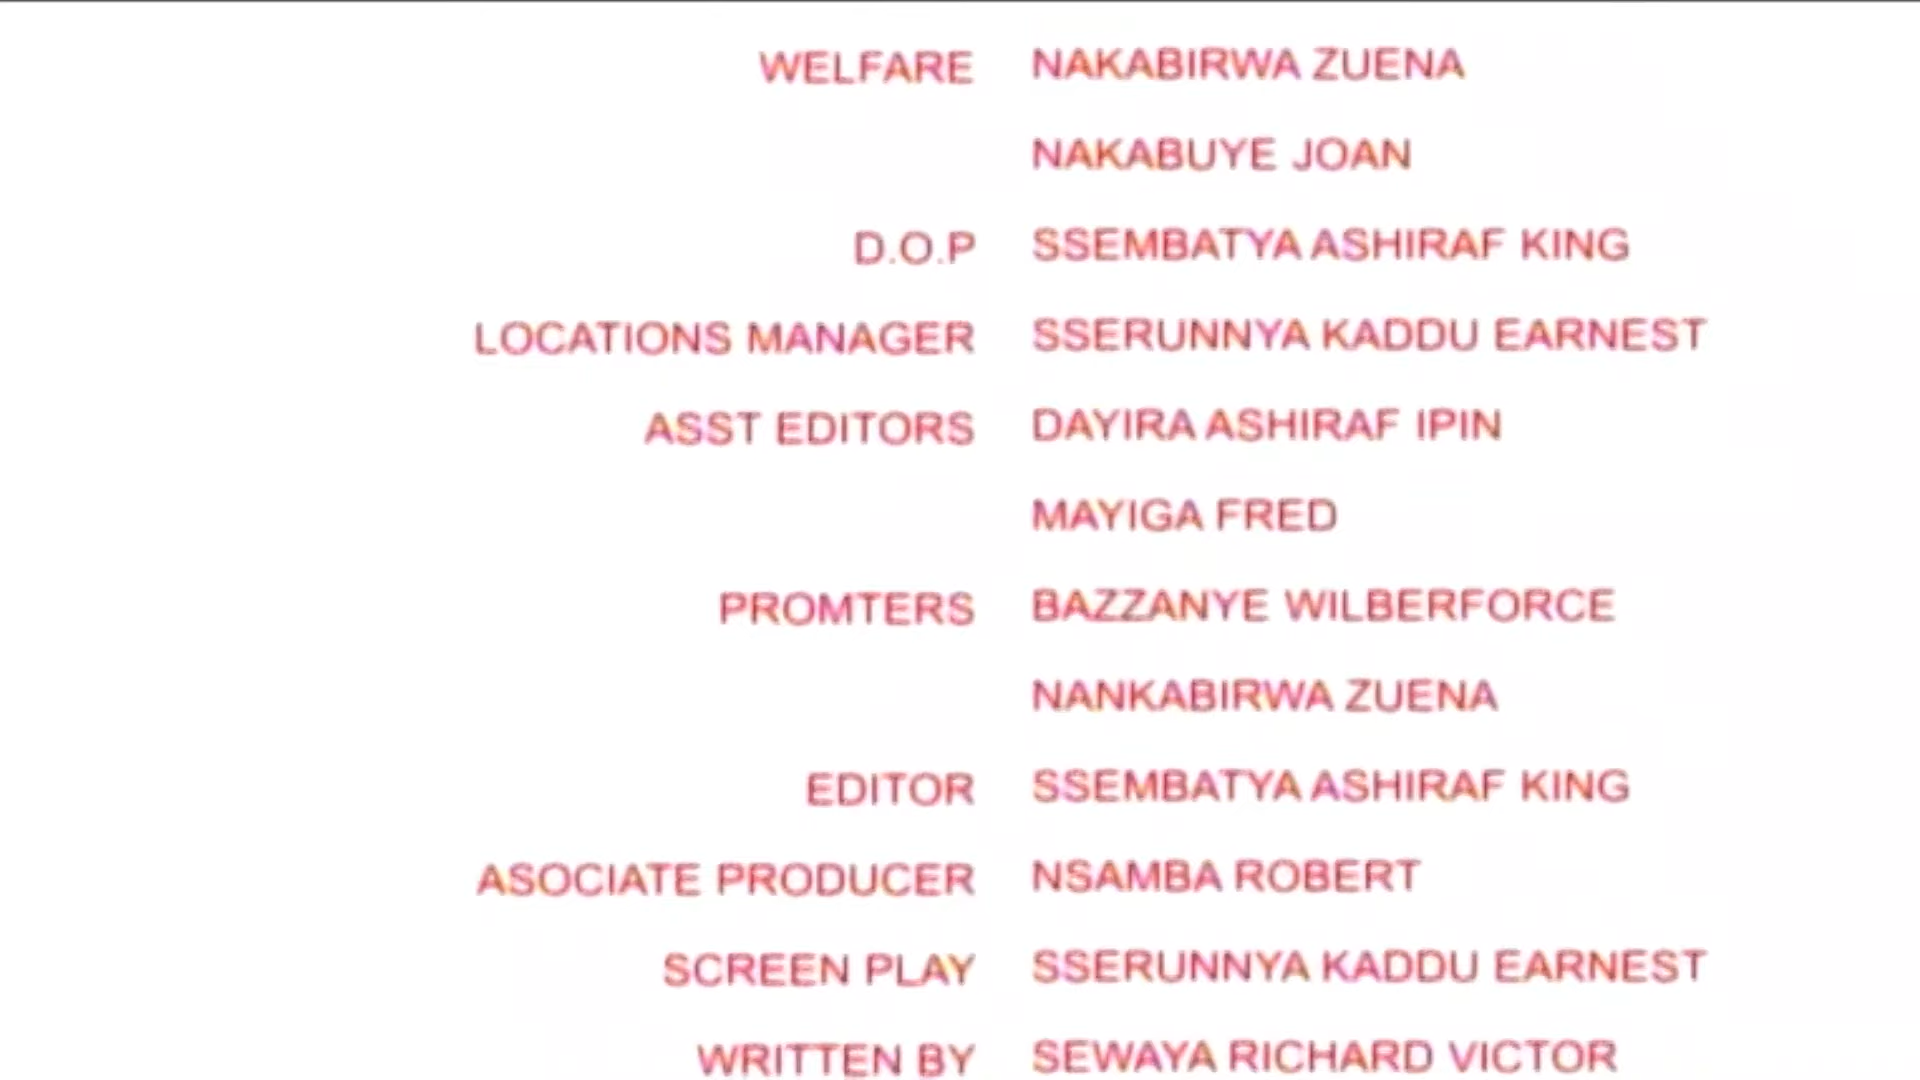 WELFARE NAKABIRWA ZUENA
NAKABUYE JOAN
D.O.P SSEMBATYA ASHIRAF KING
LOCATIONS MANAGER SSERUNNYA KADDU EARNEST
ASST EDITORS DAYIRA ASHIRAF IPIN
MAYIGA FRED
PROMTERS BAZZANYE WILBERFORCE
NANKABIRWA ZUENA
EDITOR SSEMBATYA ASHIRAF KING
ASOCIATE PRODUCER NSAMBA ROBERT
SCREEN PLAY SSERUNNYA KADDU EARNEST
WRITTEN BY SEWAYA RICHARD VICTOR